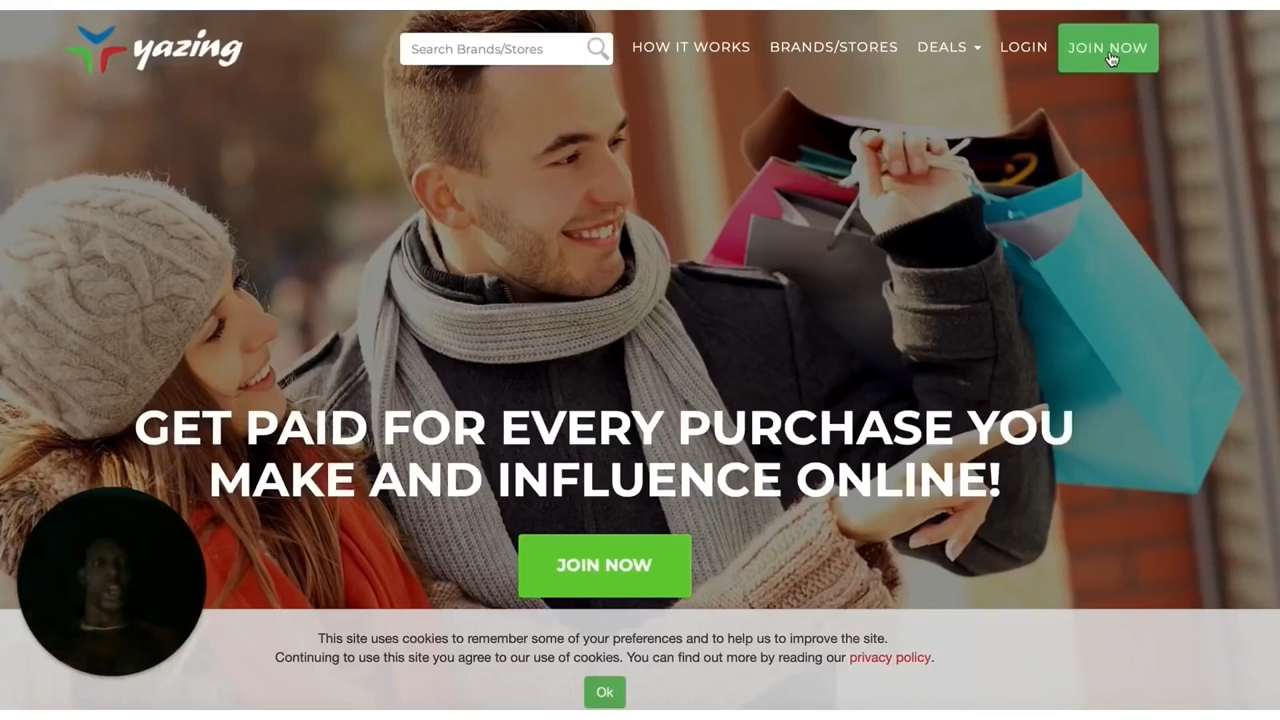 yazing
Search Brands/Stores
HOW IT WORKS
BRANDS/STORES
DEALS
LOGIN
JOIN NOW
GET PAID FOR EVERY PURCHASE YOU
MAKE AND INFLUENCE ONLINE!
JOIN NOW
This site uses cookies to remember some of your preferences and to help us to improve the site.
Continuing to use this site you agree to our use of cookies. You can find out more by reading our privacy policy.
Ok